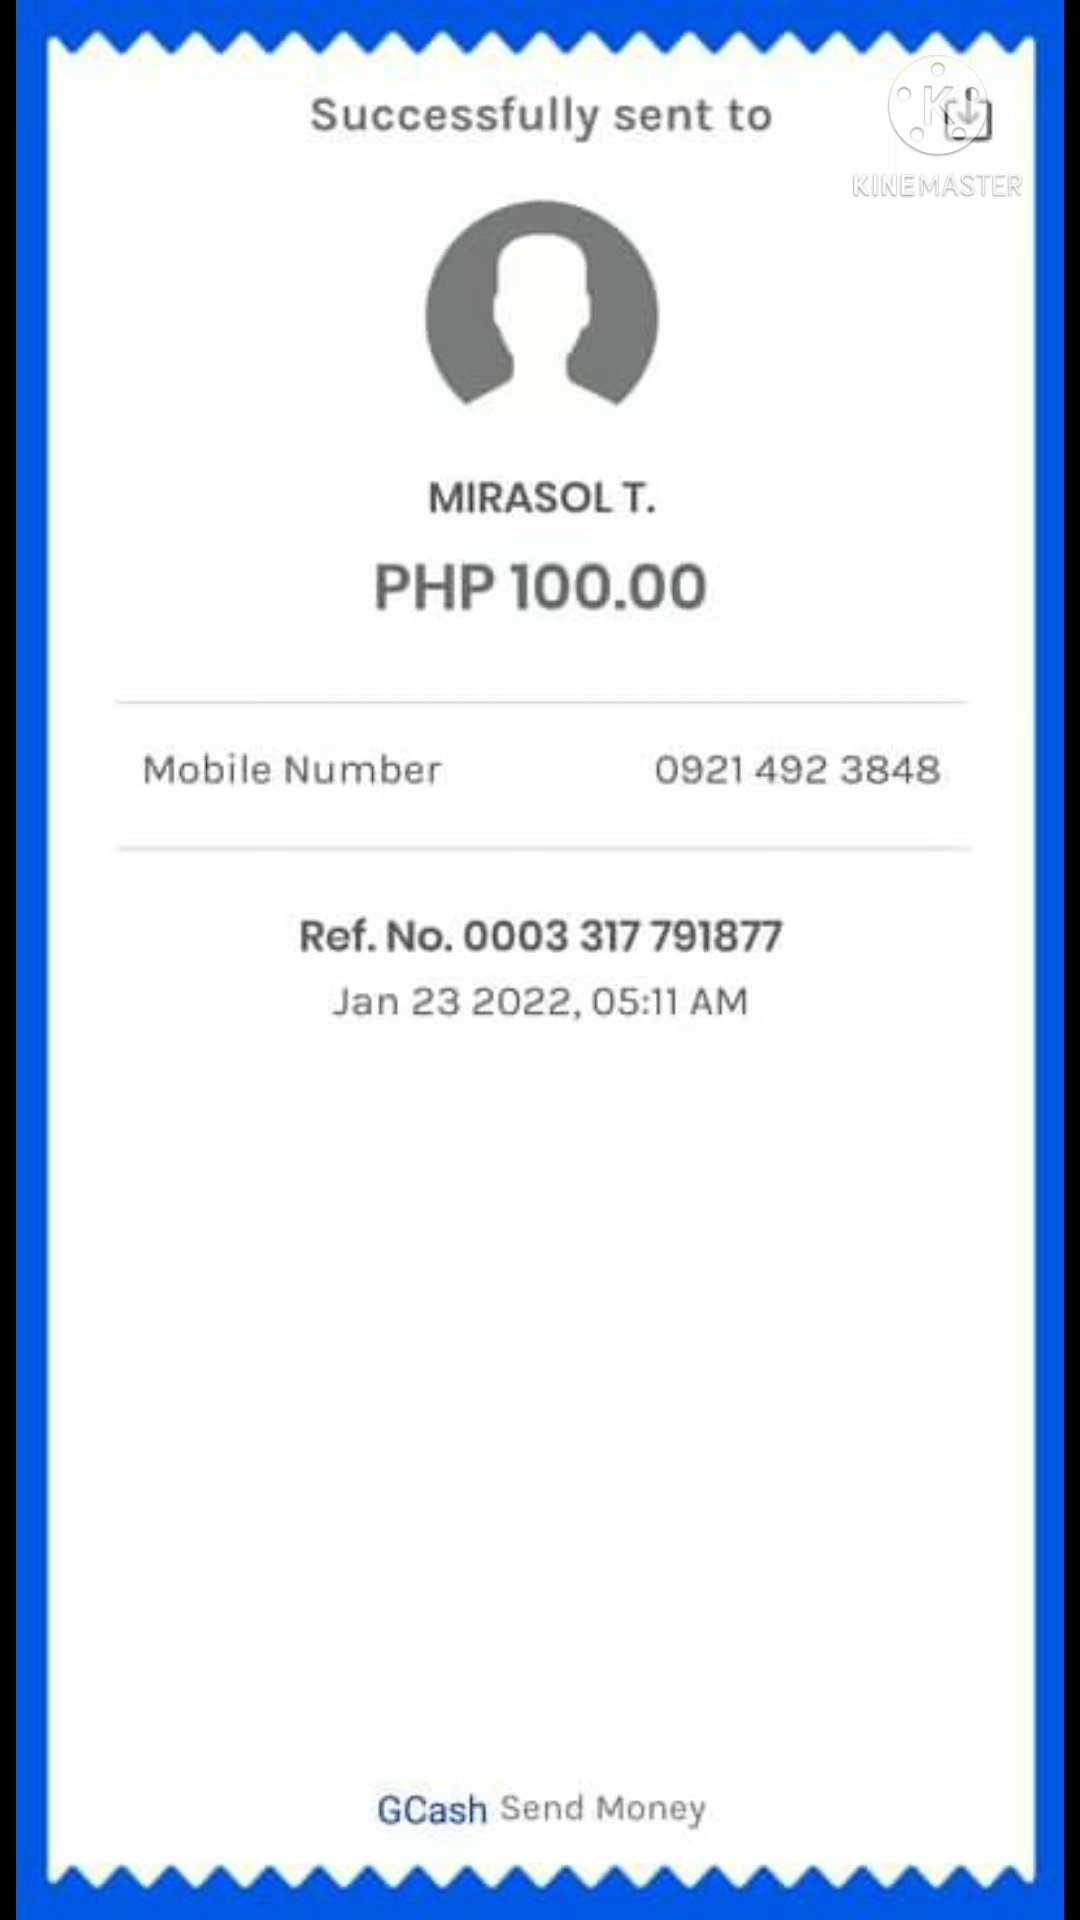 Successfully sent to
KINEMASTER
MIRASOL T.
PHP 100.00
Mobile Number 0921 492 3848
Ref. No. 0003 317 791877
Jan 23 2022, 05:11 AM
GCash Send Money